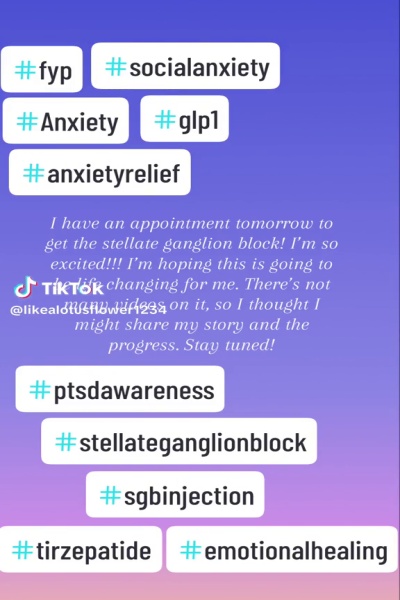 #fyp #socialanxiety
#Anxiety #glp1
#anxietyrelief
I have an appointment tomorrow to
get the stellate ganglion block! I'm so
excited!!! I'm hoping this is going to
be life changing for me. There's not
many videos on it, so I thought I
might share my story and the
progress. Stay tuned!
TikTok
@likealotusflower1234
#ptsdawareness
#stellateganglionblock
#sgbinjection
#tirzepatide #emotionalhealing